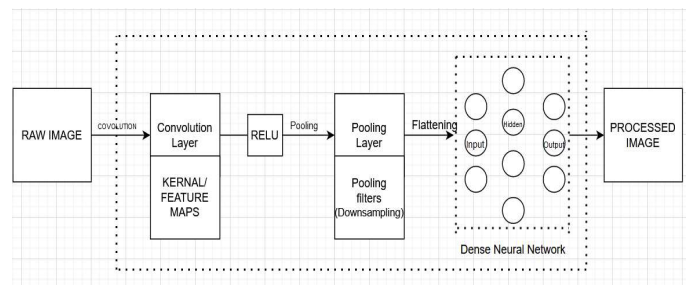 RAW IMAGE
COVOLUTION
Convolution
Layer
KERNAL/
FEATURE
MAPS
RELU
Pooling
Pooling
Layer
Pooling
filters
(Downsampling)
Flattening
Input
Hidden
Output
Dense Neural Network
PROCESSED
IMAGE